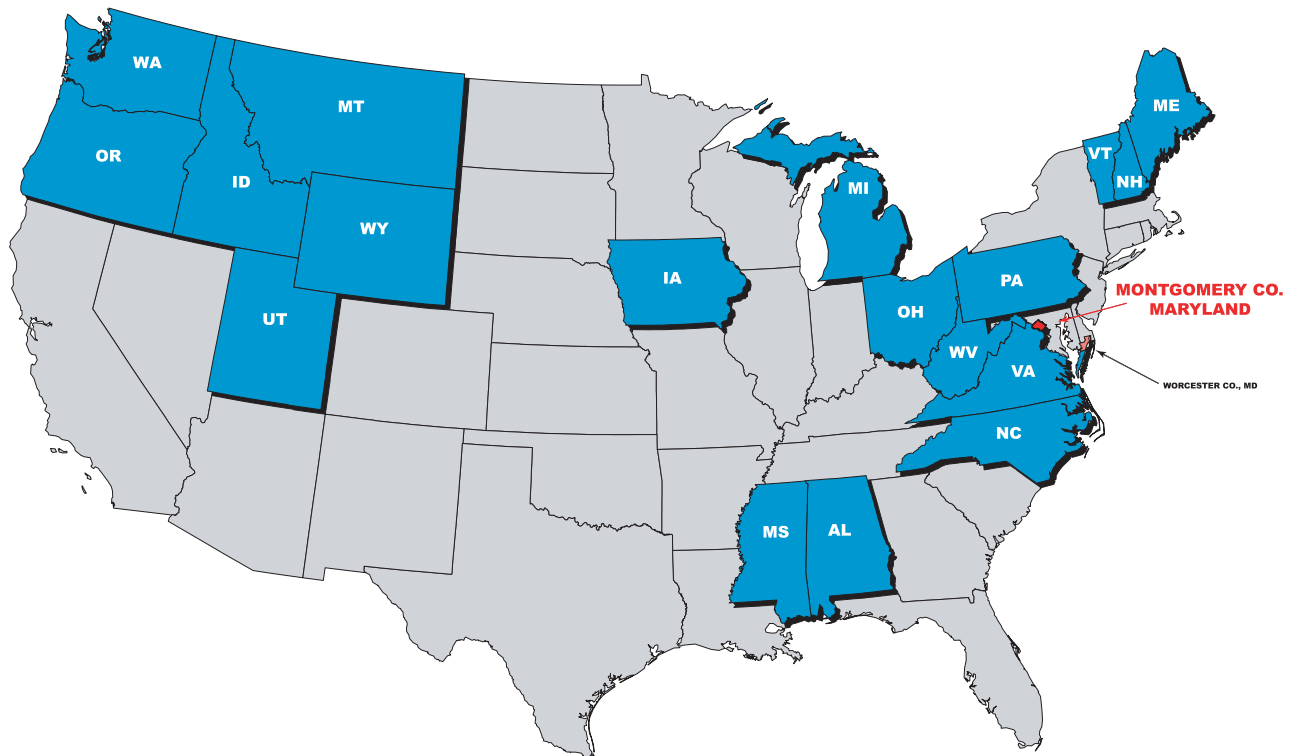 WA
MT
ME
OR
VT
ID
NH
MI
WY
IA
PA
MONTGOMERY CO.
MARYLAND
UT
OH
WV
VA
WORCESTER CO., MD
NC
MS
AL